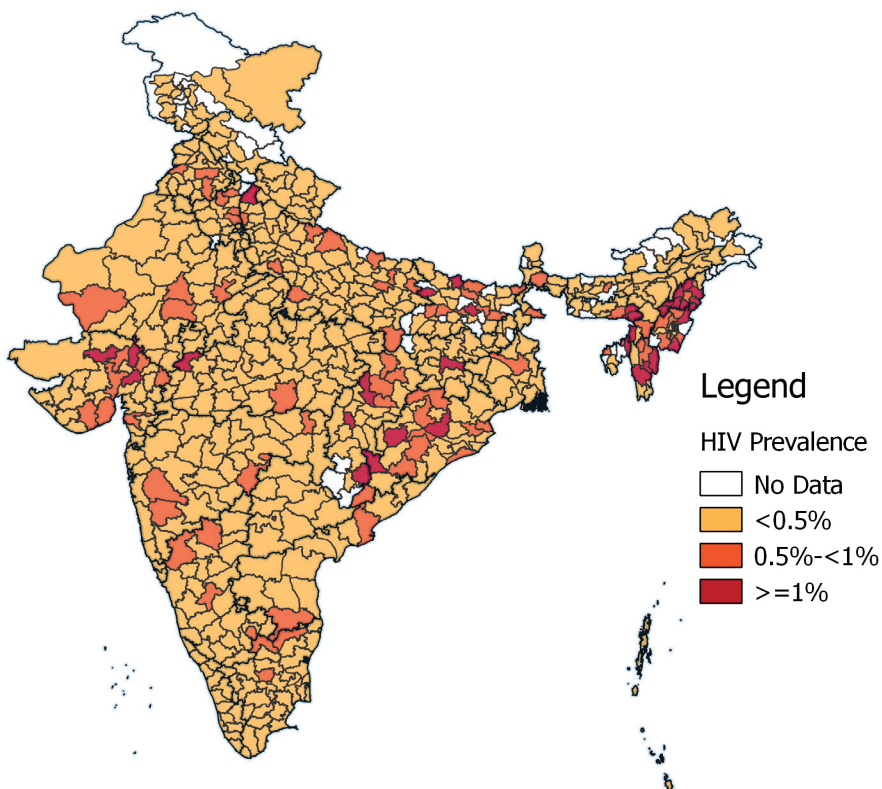 Legend
HIV Prevalence
No Data
<0.5%
0.5%-<1%
>=1%